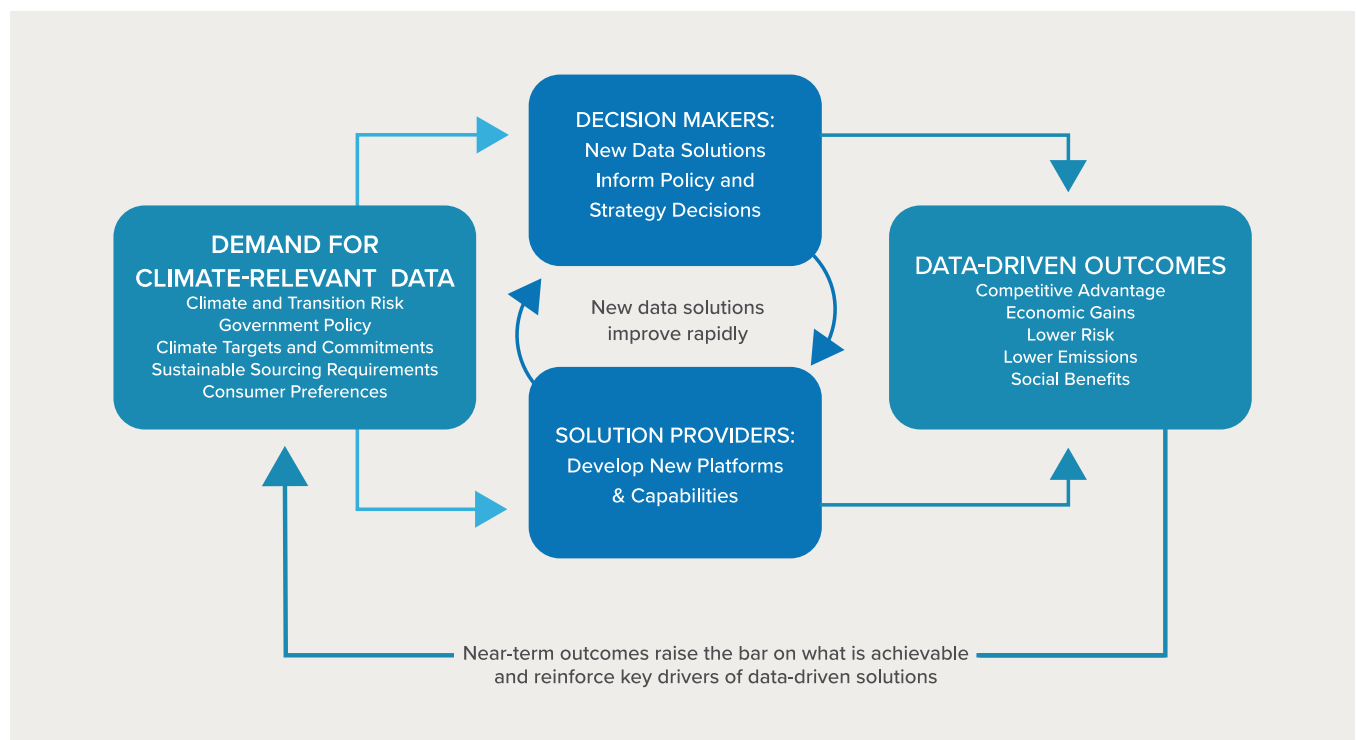 DECISION MAKERS:
New Data Solutions
Inform Policy and
Strategy Decisions
DEMAND FOR
CLIMATE-RELEVANT DATA
Climate and Transition Risk
Government Policy
Climate Targets and Commitments
Sustainable Sourcing Requirements
Consumer Preferences
New data solutions
improve rapidly
DATA-DRIVEN OUTCOMES
Competitive Advantage
Economic Gains
Lower Risk
Lower Emissions
Social Benefits
SOLUTION PROVIDERS:
Develop New Platforms
& Capabilities
Near-term outcomes raise the bar on what is achievable
and reinforce key drivers of data-driven solutions